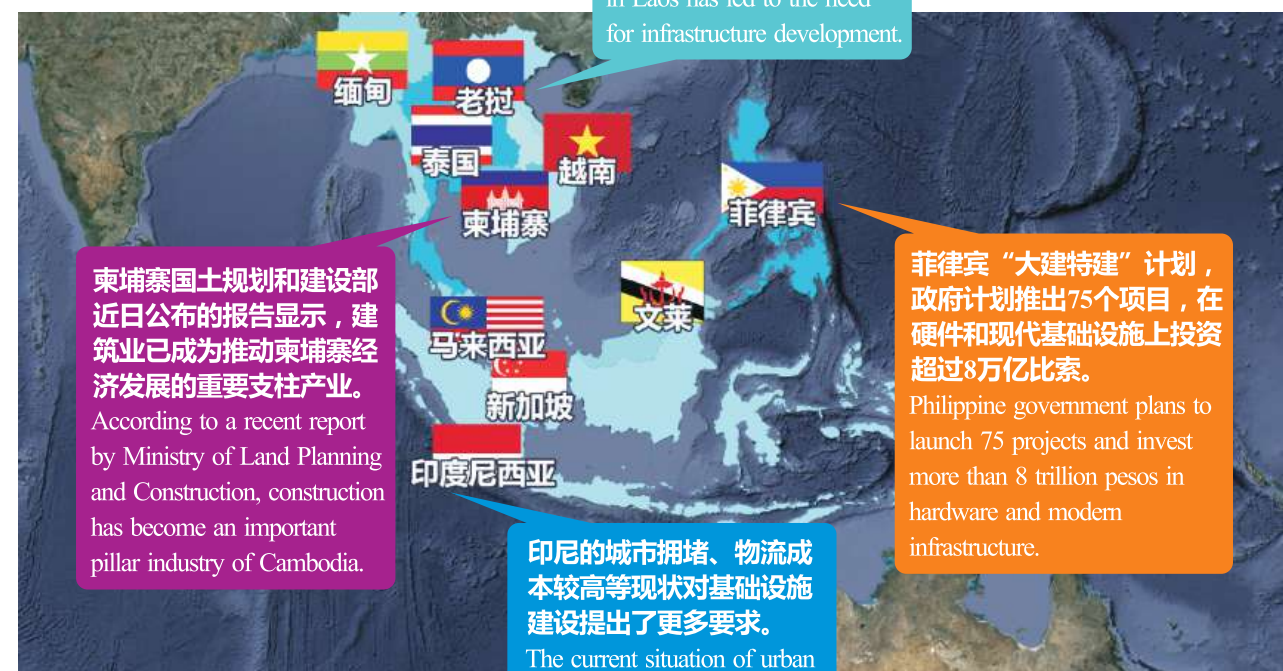 in Laos has led to the need
for infrastructure development.
缅甸
老挝
泰国
越南
柬埔寨
菲律宾
文莱
马来西亚
新加坡
印度尼西亚
柬埔寨国土规划和建设部
近日公布的报告显示，建
筑业已成为推动柬埔寨经
济发展的重要支柱产业。
According to a recent report
by Ministry of Land Planning
and Construction, construction
has become an important
pillar industry of Cambodia.
菲律宾“大建特建”计划，
政府计划推出75个项目，在
硬件和现代基础设施上投资
超过8万亿比索。
Philippine government plans to
launch 75 projects and invest
more than 8 trillion pesos in
hardware and modern
infrastructure.
印尼的城市拥堵、物流成
本较高等现状对基础设施
建设提出了更多要求。
The current situation of urban